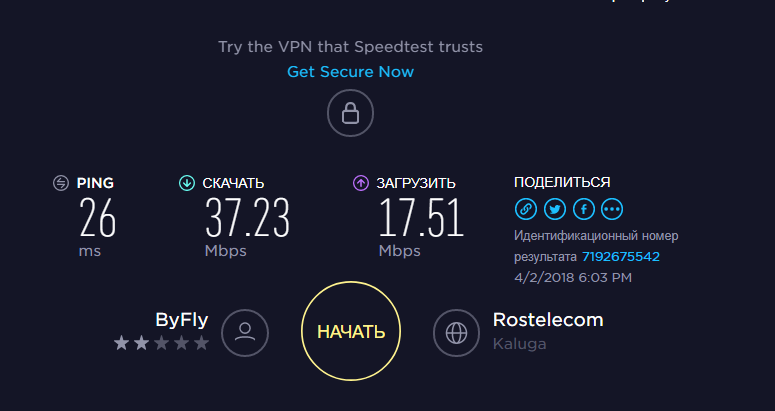 Try the VPN that Speedtest trusts
Get Secure Now
PING
26
ms
СКАЧАТЬ
37.23
Mbps
ЗАГРУЗИТЬ
17.51
Mbps
ПОДЕЛИТЬСЯ
Идентификационный номер
результата 7192675542
4/2/2018 6:03 PM
ByFly
НАЧАТЬ
Rostelecom
Kaluga